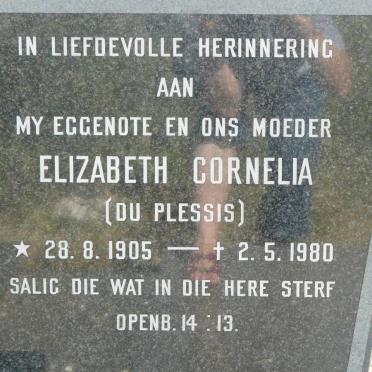 IN LIEFDEVOLLE HERINNERING
AAN
MY EGGENOTE EN ONS MOEDER
ELIZABETH CORNELIA
(DU PLESSIS)
★ 28.8.1905 — † 2.5.1980
SALIG DIE WAT IN DIE HERE STERF
OPENB. 14:13.